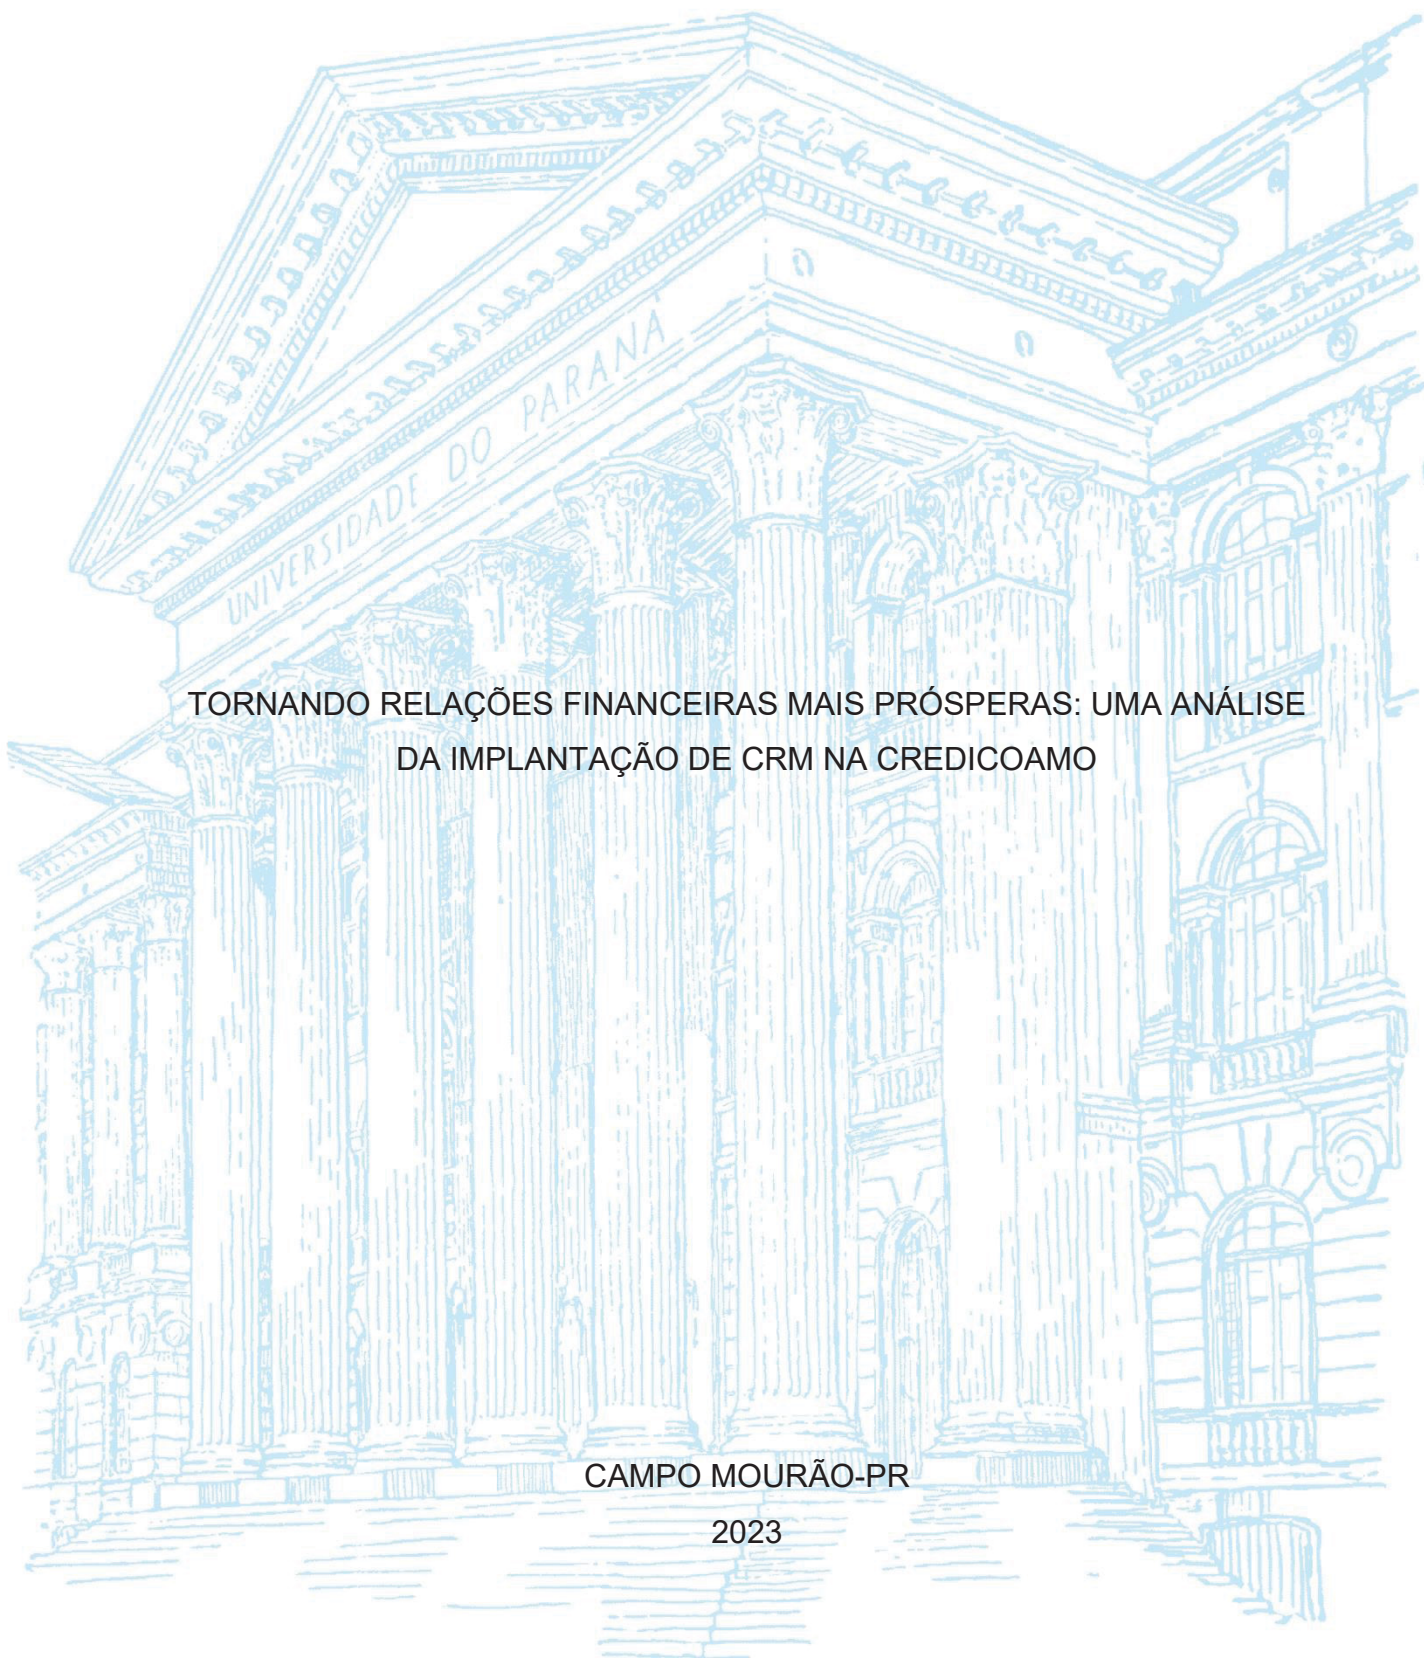 UNIVERSIDADE DO PARANÁ
TORNANDO RELAÇÕES FINANCEIRAS MAIS PRÓSPERAS: UMA ANÁLISE
DA IMPLANTAÇÃO DE CRM NA CREDICOAMO
CAMPO MOURÃO-PR
2023